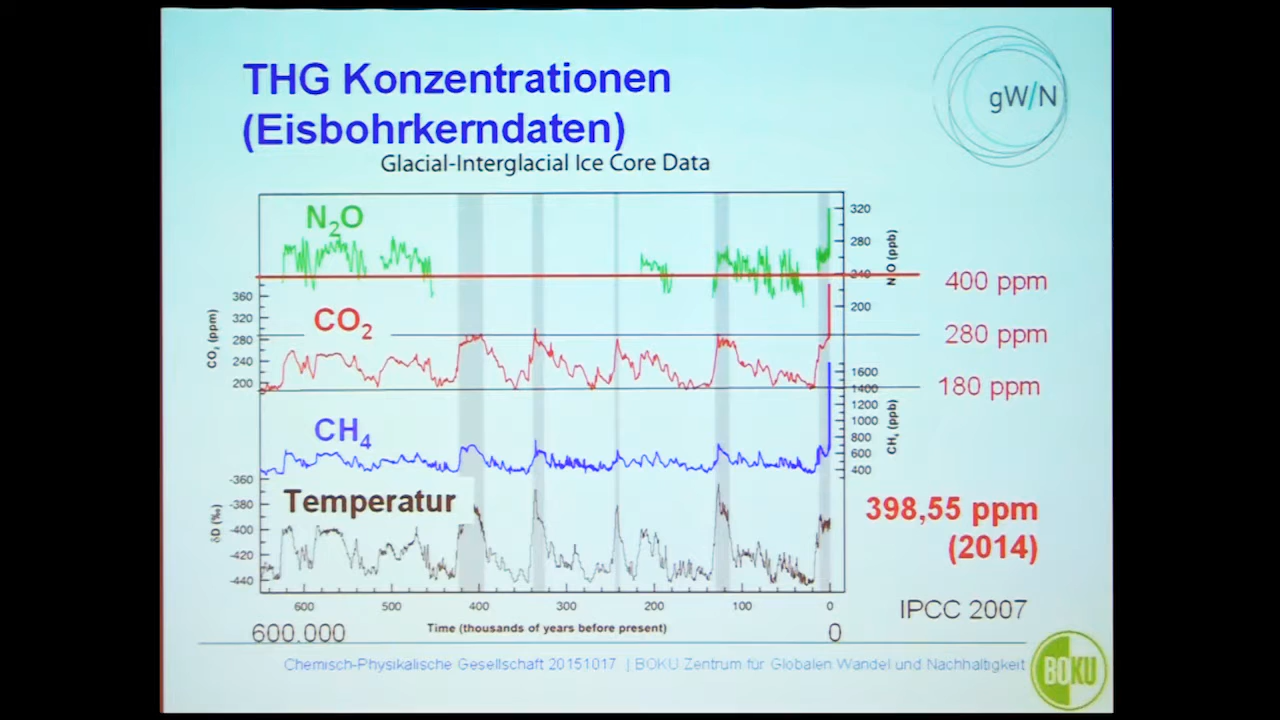 THG Konzentrationen
(Eisbohrkerndaten)
gW/N
Glacial-Interglacial Ice Core Data
N2O
320
280
240
200
N2O (ppb)
400 ppm
360
320
280
240
200
CO2 (ppm)
CO2
280 ppm
180 ppm
1600
1400
1200
1000
800
600
400
CH4 (ppb)
CH4
-360
-380
-400
-420
-440
δD (‰)
Temperatur
398,55 ppm
(2014)
600 500 400 300 200 100 0
Time (thousands of years before present)
600.000
0
IPCC 2007
Chemisch-Physikalische Gesellschaft 20151017 | BOKU Zentrum für Globalen Wandel und Nachhaltigkeit
BOKU